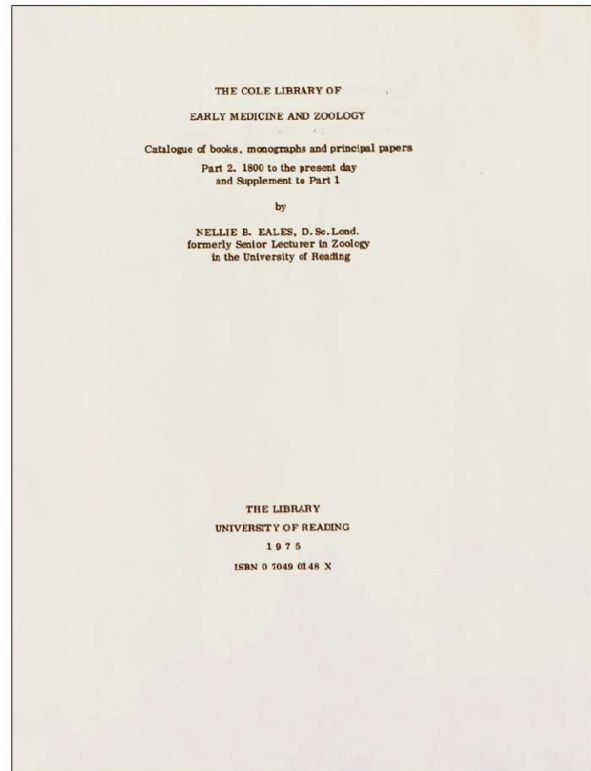 THE COLE LIBRARY OF
EARLY MEDICINE AND ZOOLOGY
Catalogue of books, monographs and principal papers
Part 2. 1800 to the present day
and Supplement to Part 1
by
NELLIE B. EALES, D.Sc.Lond.
formerly Senior Lecturer in Zoology
in the University of Reading
THE LIBRARY
UNIVERSITY OF READING
1975
ISBN 0 7049 0148 X